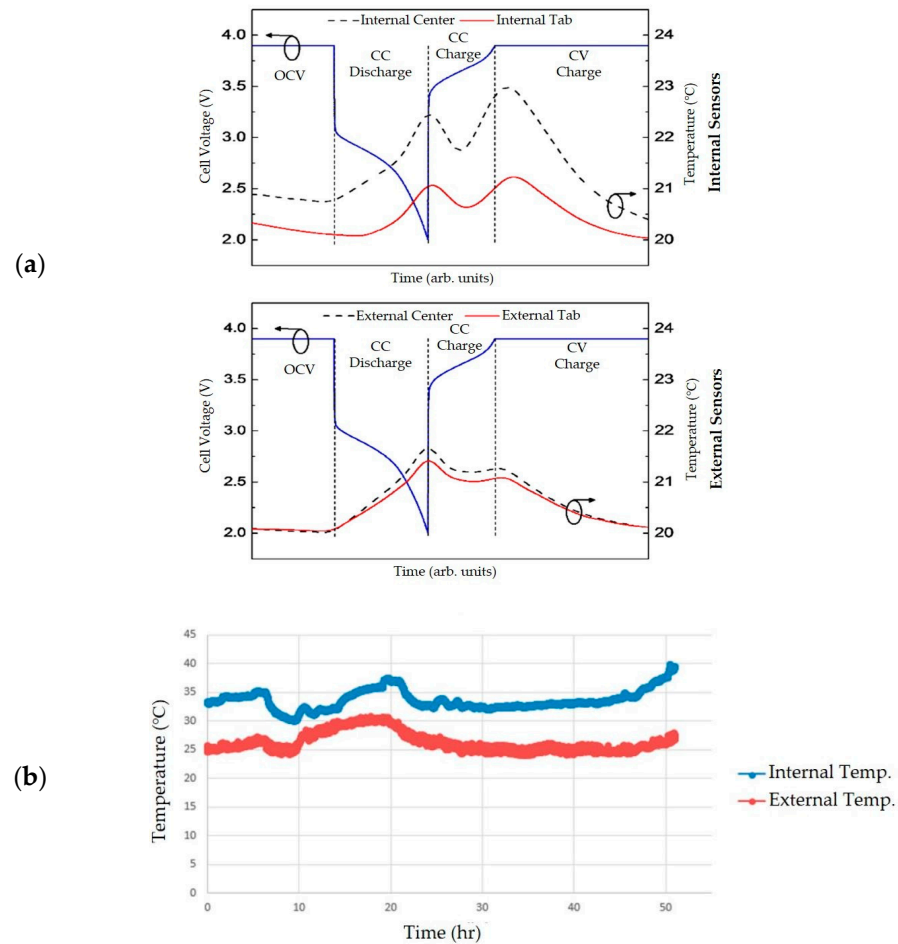 (a)
Internal Center
Internal Tab
4.0
3.5
3.0
2.5
2.0
Cell Voltage (V)
OCV
CC
Discharge
CC
Charge
CV
Charge
24
23
22
21
20
Temperature (°C)
Internal Sensors
Time (arb. units)
External Center
External Tab
4.0
3.5
3.0
2.5
2.0
Cell Voltage (V)
OCV
CC
Discharge
CC
Charge
CV
Charge
24
23
22
21
20
Temperature (°C)
External Sensors
Time (arb. units)
(b)
45
40
35
30
25
20
15
10
5
0
Temperature (°C)
0 10 20 30 40 50
Time (hr)
Internal Temp.
External Temp.